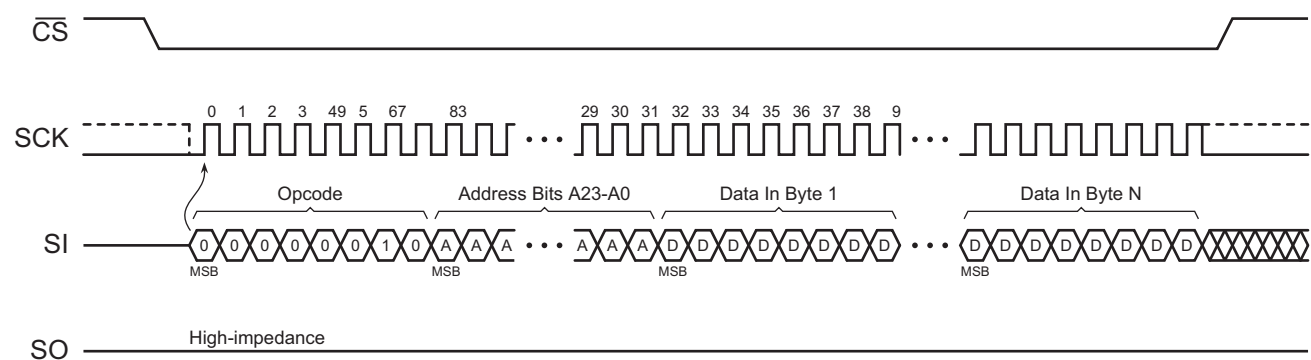 CS
SCK
0 1 2 3 49 5 67 83 29 30 31 32 33 34 35 36 37 38 9
Opcode Address Bits A23-A0 Data In Byte 1 Data In Byte N
SI
0 0 0 0 0 0 1 0 A A A A A A D D D D D D D D D D D D D D D D
MSB MSB MSB MSB
High-impedance
SO